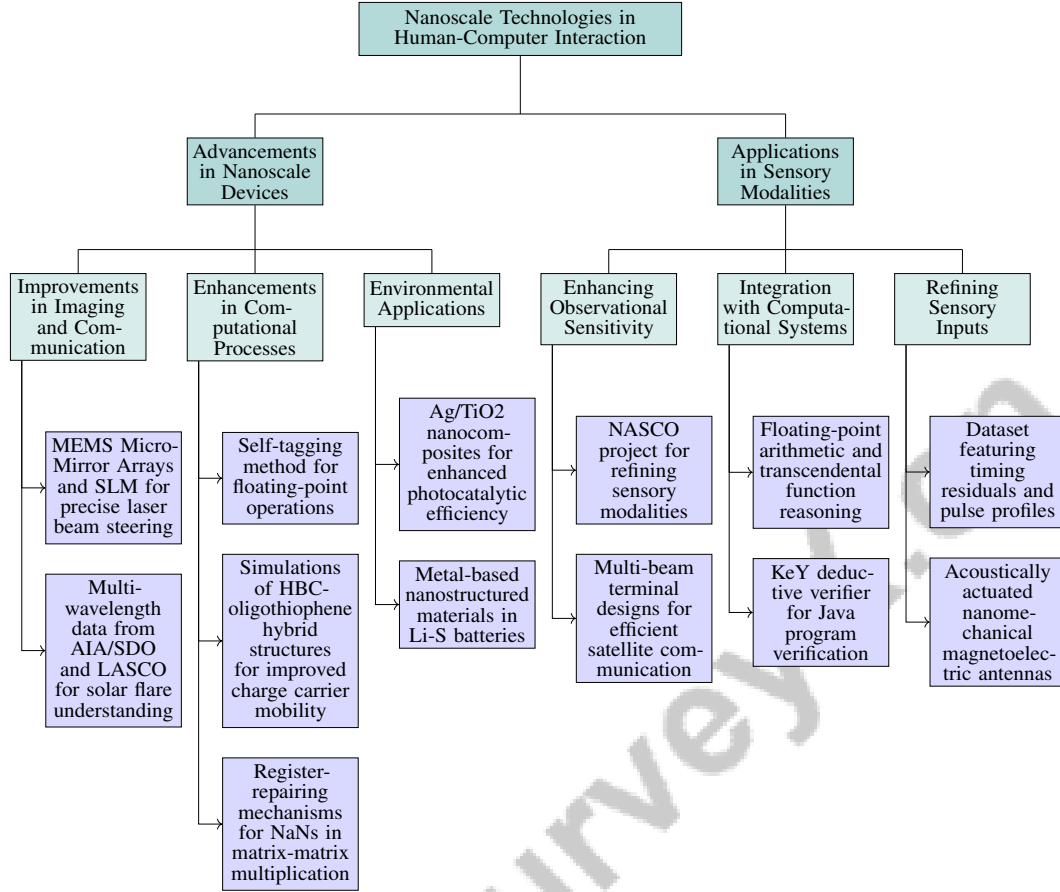 Nanoscale Technologies in
Human-Computer Interaction
Advancements
in Nanoscale
Devices
Applications
in Sensory
Modalities
Improvements
in Imaging
and Com-
munication
Enhancements
in Com-
putational
Processes
Environmental
Applications
Enhancing
Observational
Sensitivity
Integration
with Computa-
tional Systems
Refining
Sensory
Inputs
MEMS Micro-
Mirror Arrays
and SLM for
precise laser
beam steering
Multi-
wavelength
data from
AIA/SDO
and LASCO
for solar flare
understanding
Self-tagging
method for
floating-point
operations
Simulations
of HBC-
oligothiophene
hybrid
structures
for improved
charge carrier
mobility
Register-
repairing
mechanisms
for NaNs in
matrix-matrix
multiplication
Ag/TiO2
nanocom-
posites for
enhanced
photocatalytic
efficiency
Metal-based
nanostructured
materials in
Li-S batteries
NASCO
project for
refining
sensory
modalities
Multi-beam
terminal
designs for
efficient
satellite com-
munication
Floating-point
arithmetic and
transcendental
function
reasoning
KeY deduc-
tive verifier
for Java
program
verification
Dataset
featuring
timing
residuals and
pulse profiles
Acoustically
actuated
nanome-
chanical
magnetoelec-
tric antennas